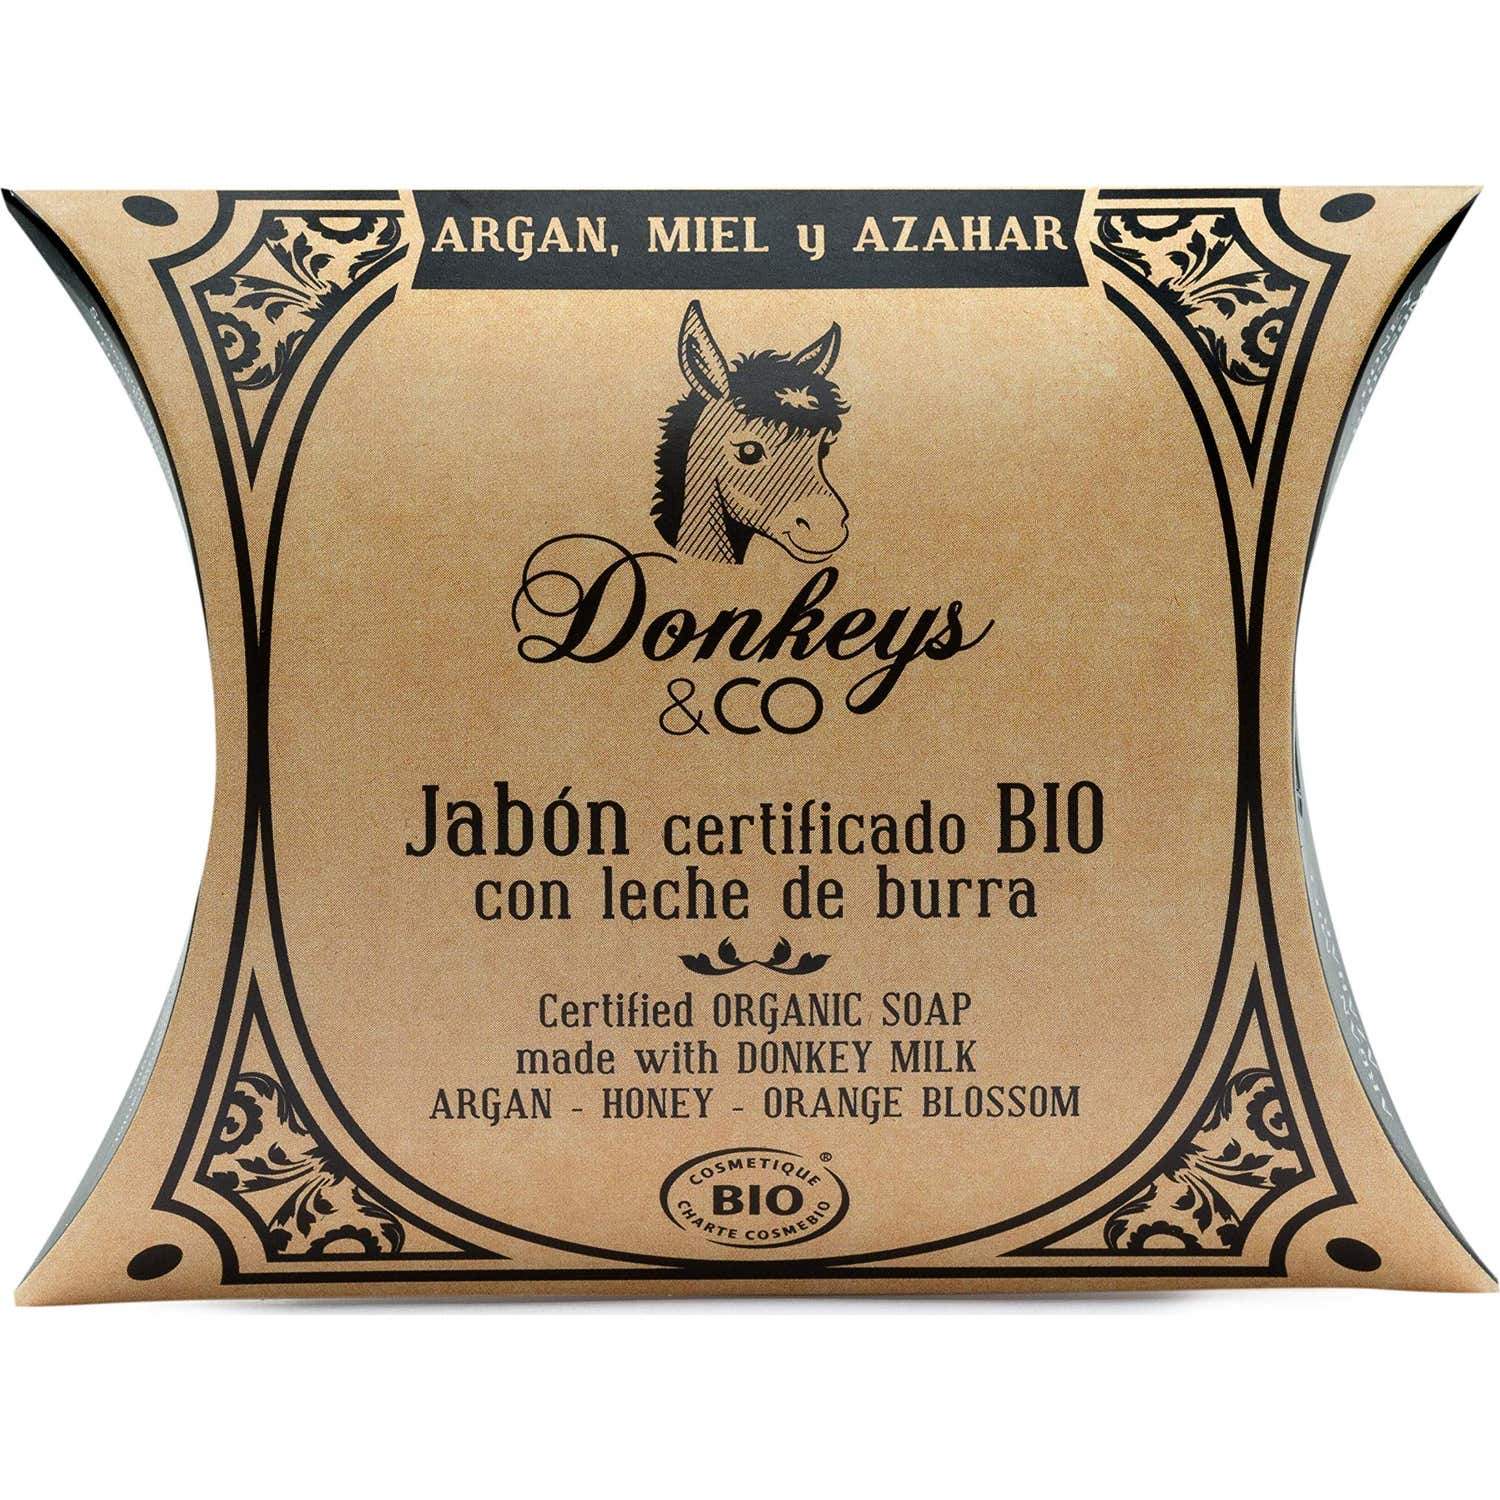 ARGAN, MIEL y AZAHAR
Donkeys
&CO
Jabón certificado BIO
con leche de burra
Certified ORGANIC SOAP
made with DONKEY MILK
ARGAN - HONEY - ORANGE BLOSSOM
COSMETIQUE ®
BIO
CHARTE COSMEBIO